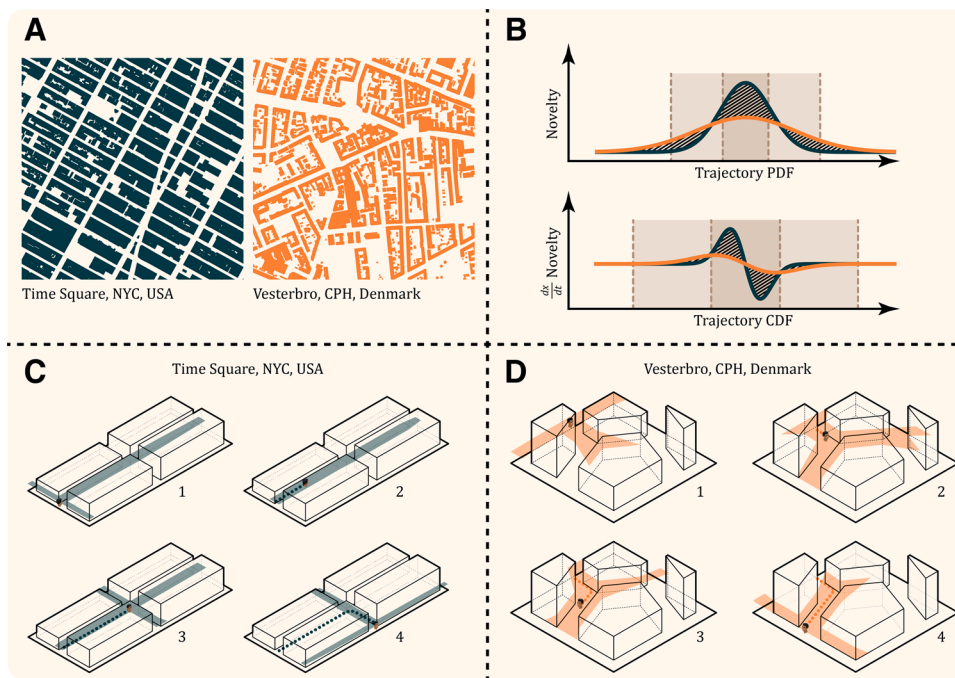 A
Time Square, NYC, USA
Vesterbro, CPH, Denmark
B
Novelty
Trajectory PDF
dx/dt Novelty
Trajectory CDF
C
Time Square, NYC, USA
1
2
3
4
D
Vesterbro, CPH, Denmark
1
2
3
4